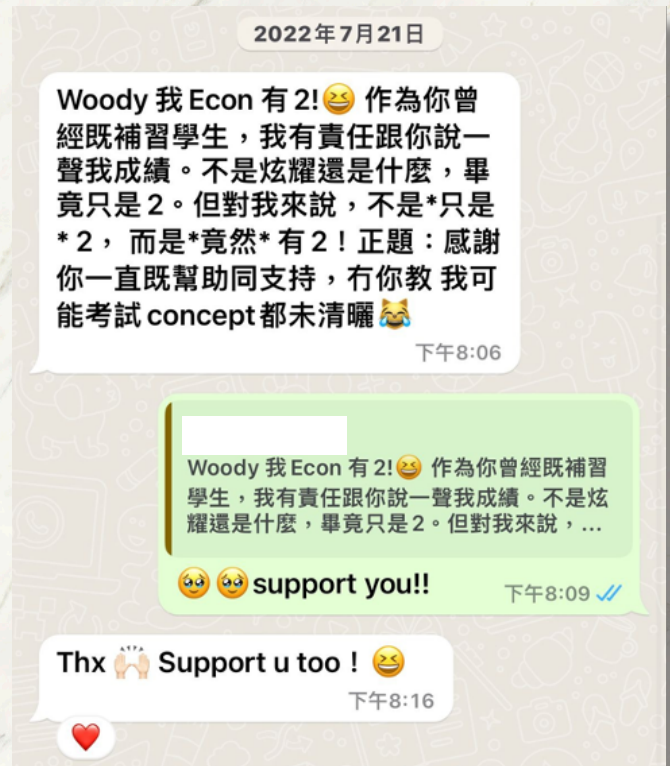 2022年7月21日
Woody 我 Econ 有 2!😆 作為你曾
經既補習學生，我有責任跟你說一
聲我成績。不是炫耀還是什麼，畢
竟只是 2。但對我來說，不是*只是
* 2， 而是*竟然* 有 2！正題：感謝
你一直既幫助同支持，冇你教 我可
能考試 concept 都未清曬😹
下午8:06
Woody 我 Econ 有 2!😆 作為你曾經既補習
學生，我有責任跟你說一聲我成績。不是炫
耀還是什麼，畢竟只是 2。但對我來說，...
🥹🥹support you!!
下午8:09
Thx 🙌🏻 Support u too！😆
下午8:16
❤️